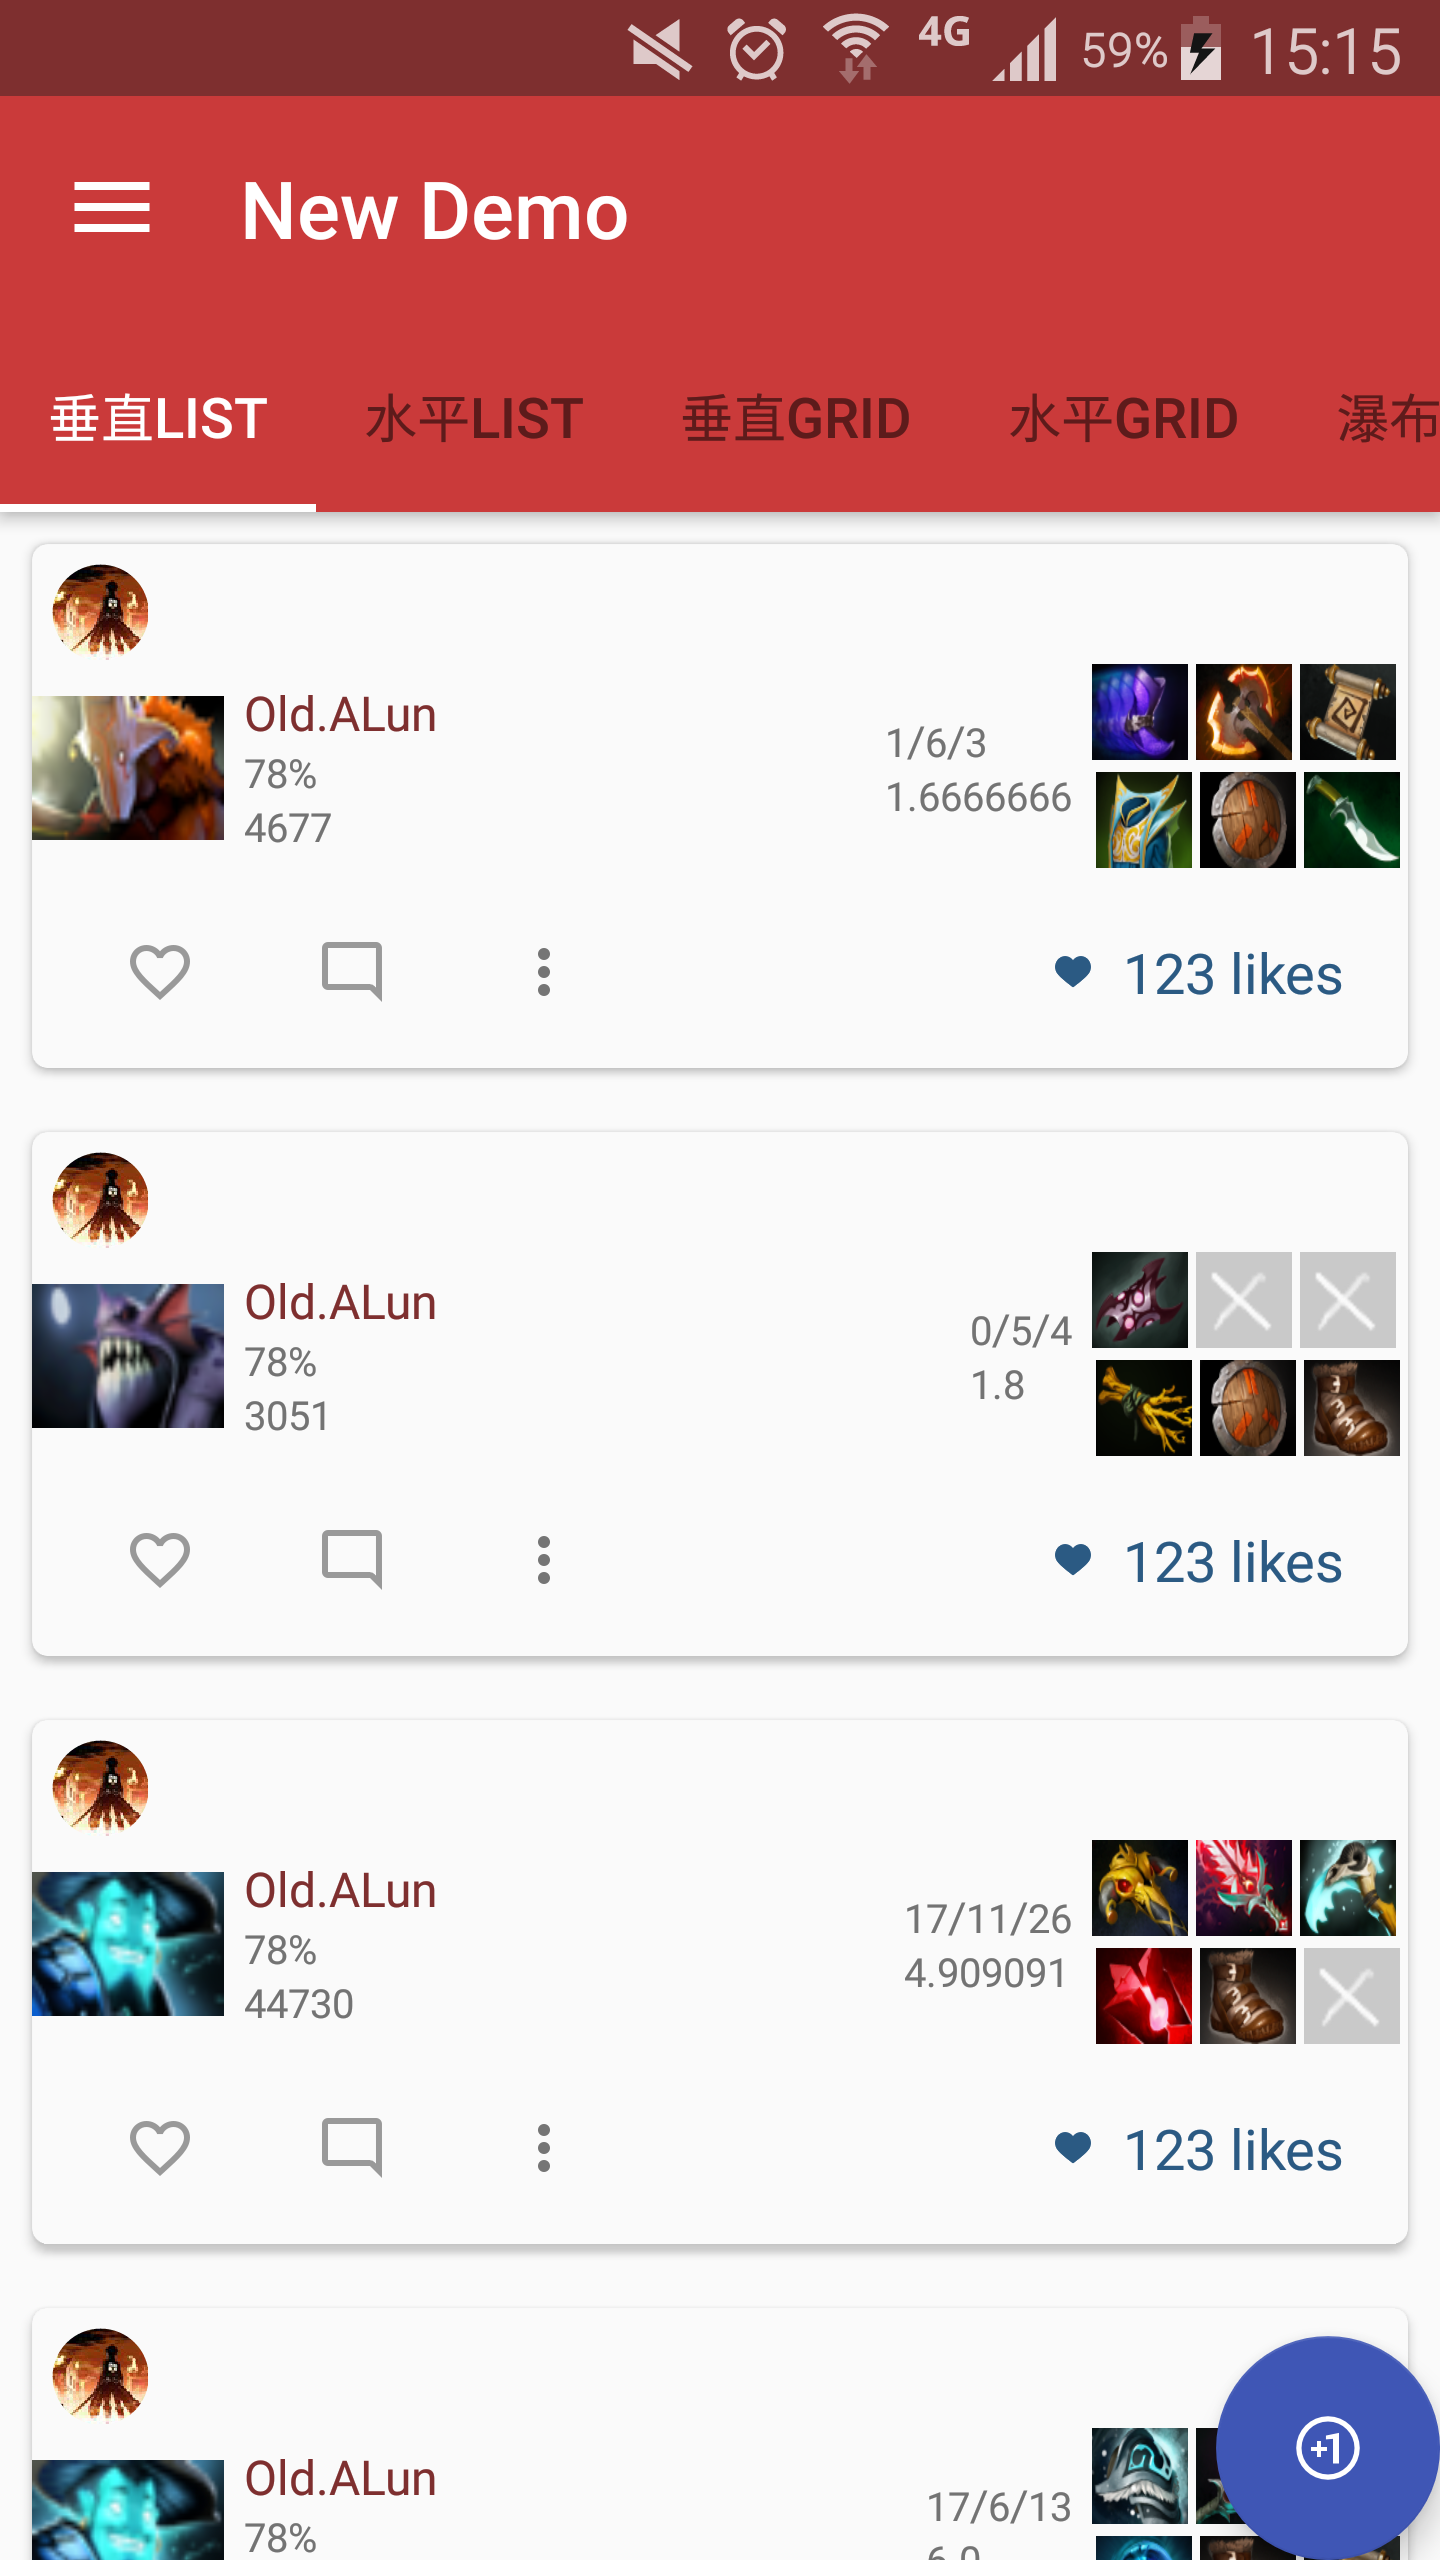 4G 59% 15:15
New Demo
垂直LIST 水平LIST 垂直GRID 水平GRID 瀑布
Old.ALun
78%
4677
1/6/3
1.6666666
123 likes
Old.ALun
78%
3051
0/5/4
1.8
123 likes
Old.ALun
78%
44730
17/11/26
4.909091
123 likes
Old.ALun
78%
17/6/13
6.0
+1